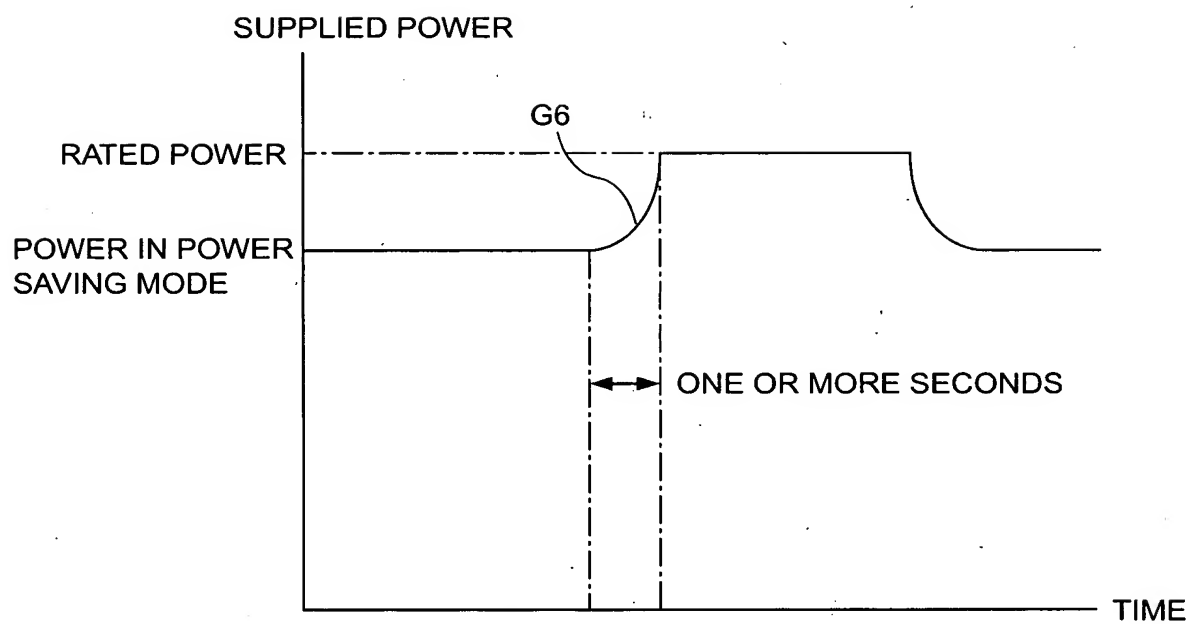 SUPPLIED POWER
G6
RATED POWER
POWER IN POWER
SAVING MODE
ONE OR MORE SECONDS
TIME